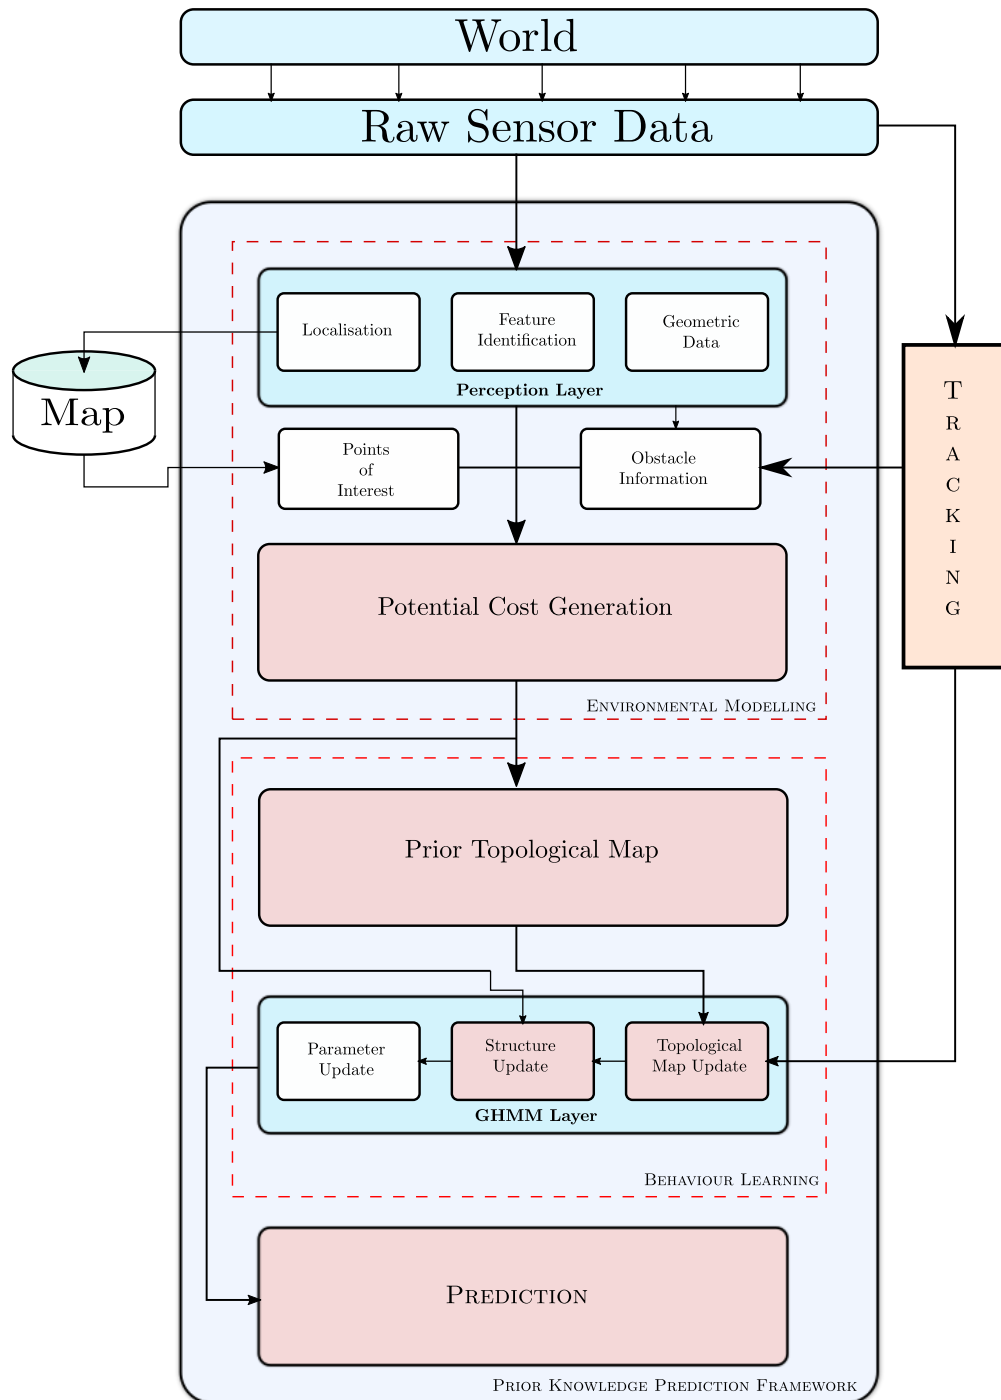 World
Raw Sensor Data
Localisation
Feature
Identification
Geometric
Data
Perception Layer
Map
Points
of
Interest
Obstacle
Information
T
R
A
C
K
I
N
G
Potential Cost Generation
Environmental Modelling
Prior Topological Map
Parameter
Update
Structure
Update
Topological
Map Update
GHMM Layer
Behaviour Learning
Prediction
Prior Knowledge Prediction Framework